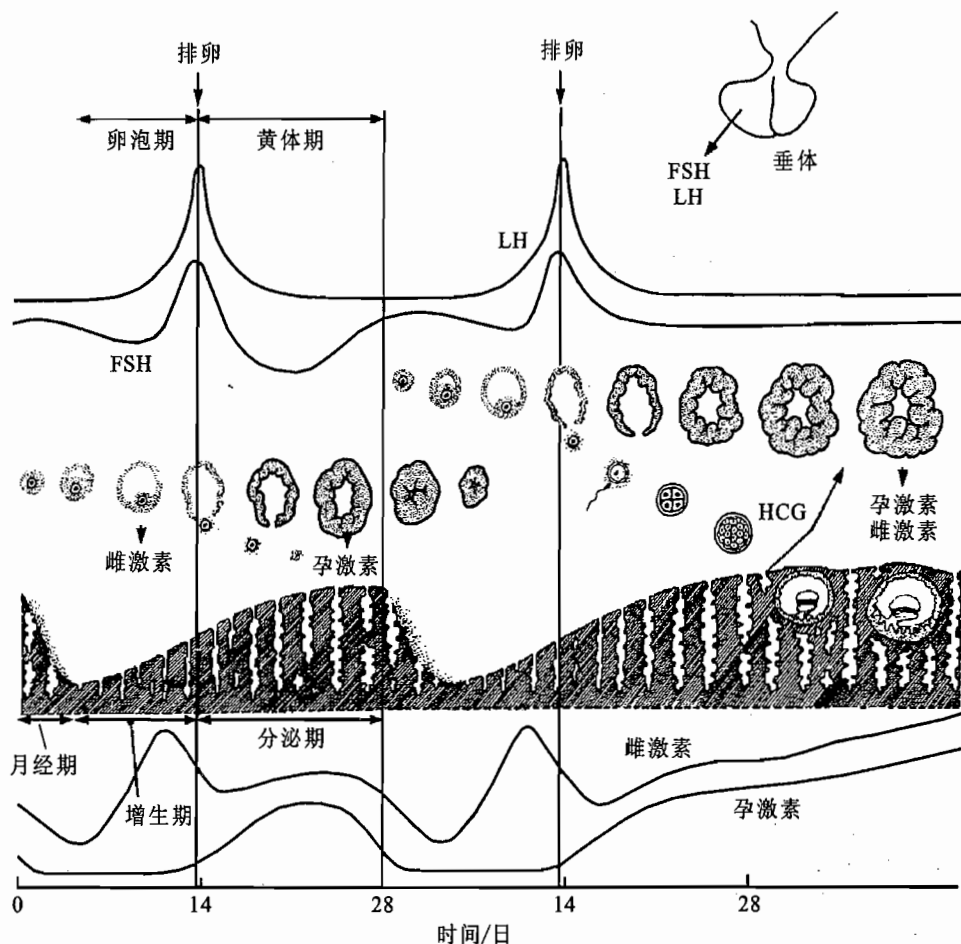 排卵
排卵
卵泡期
黄体期
垂体
FSH
LH
LH
FSH
HCG
孕激素
雌激素
雌激素
孕激素
月经期
增生期
分泌期
雌激素
孕激素
0
14
28
14
28
时间/日